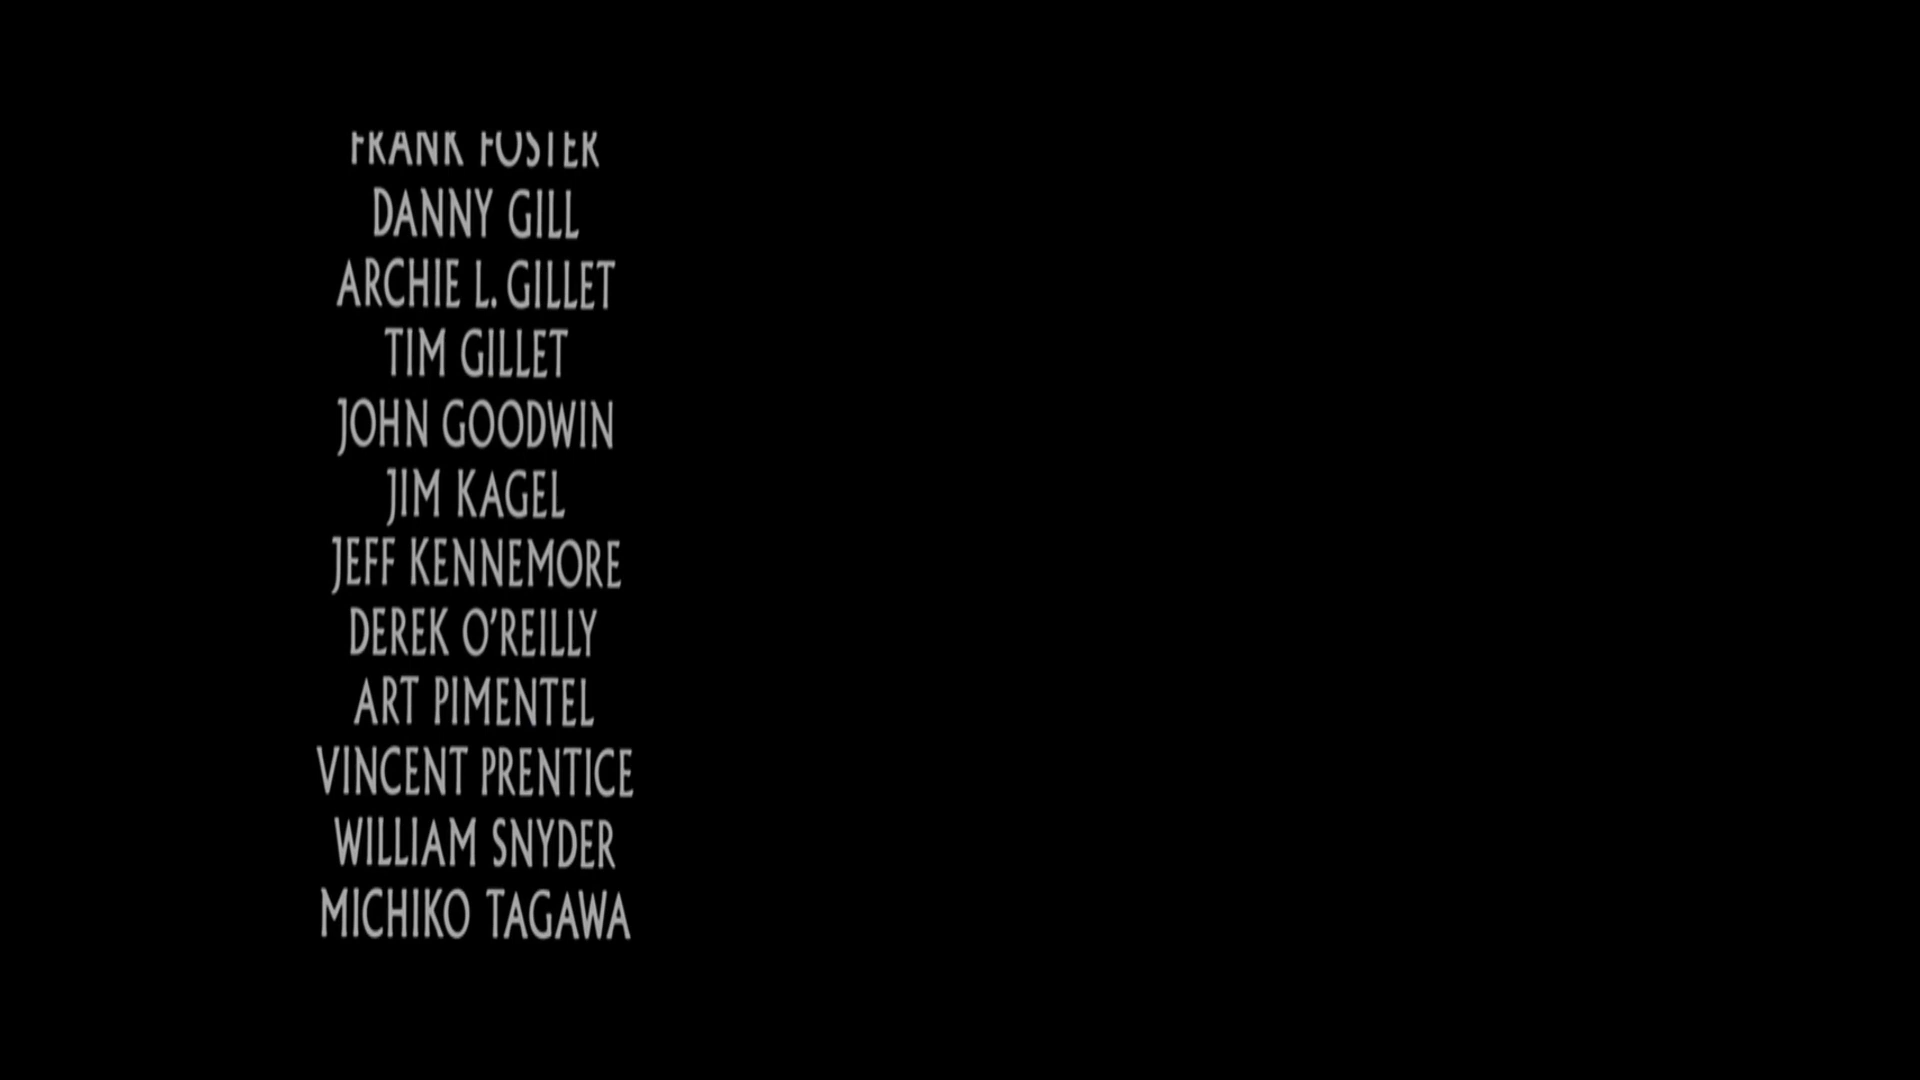 FRANK FOSTER
DANNY GILL
ARCHIE L. GILLET
TIM GILLET
JOHN GOODWIN
JIM KAGEL
JEFF KENNEMORE
DEREK O'REILLY
ART PIMENTEL
VINCENT PRENTICE
WILLIAM SNYDER
MICHIKO TAGAWA